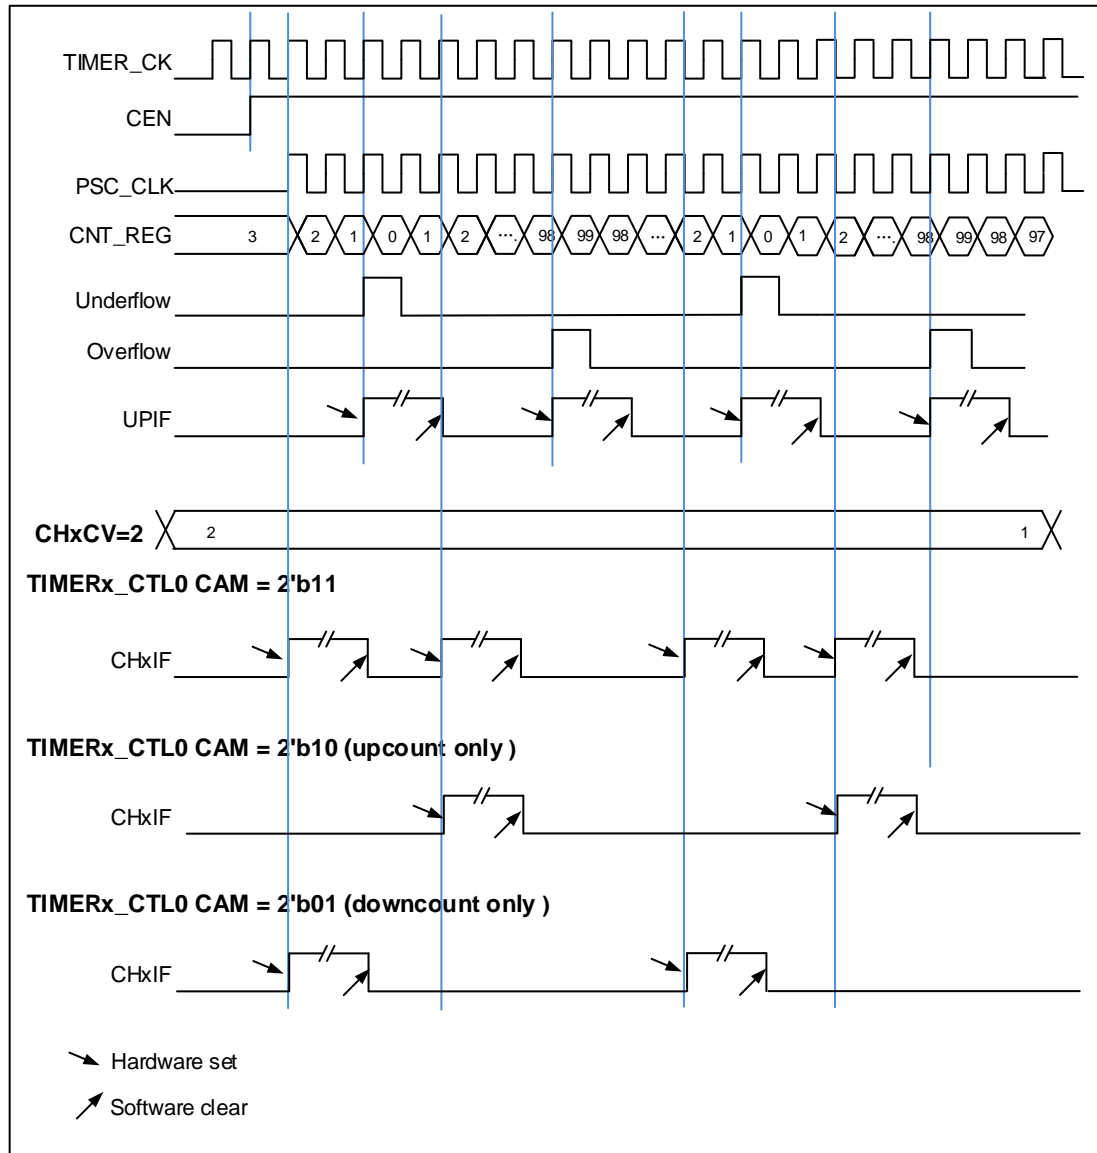 TIMER_CK
CEN
PSC_CLK
CNT_REG 3 2 1 0 1 2 ... 98 99 98 ... 2 1 0 1 2 ... 98 99 98 97
Underflow
Overflow
UPIF
CHxCV=2 2 1
TIMERx_CTL0 CAM = 2'b11
CHxIF
TIMERx_CTL0 CAM = 2'b10 (upcount only )
CHxIF
TIMERx_CTL0 CAM = 2'b01 (downcount only )
CHxIF
Hardware set
Software clear